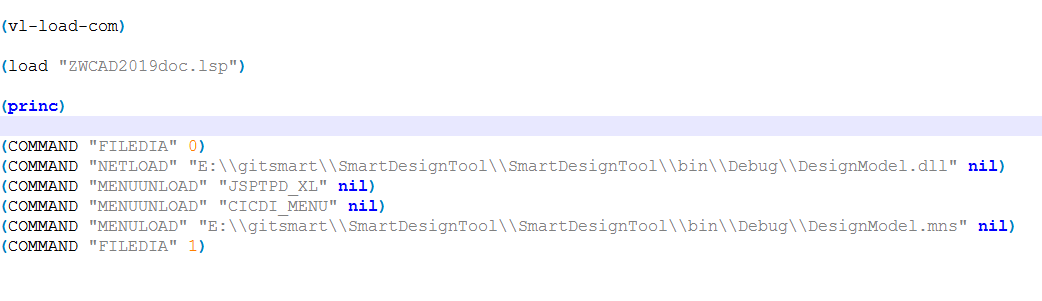 (vl-load-com)
(load "ZWCAD2019doc.lsp")
(princ)
(COMMAND "FILEDIA" 0)
(COMMAND "NETLOAD" "E:\\gitsmart\\SmartDesignTool\\SmartDesignTool\\bin\\Debug\\DesignModel.dll" nil)
(COMMAND "MENUUNLOAD" "JSPTPD_XL" nil)
(COMMAND "MENUUNLOAD" "CICDI_MENU" nil)
(COMMAND "MENULOAD" "E:\\gitsmart\\SmartDesignTool\\SmartDesignTool\\bin\\Debug\\DesignModel.mns" nil)
(COMMAND "FILEDIA" 1)